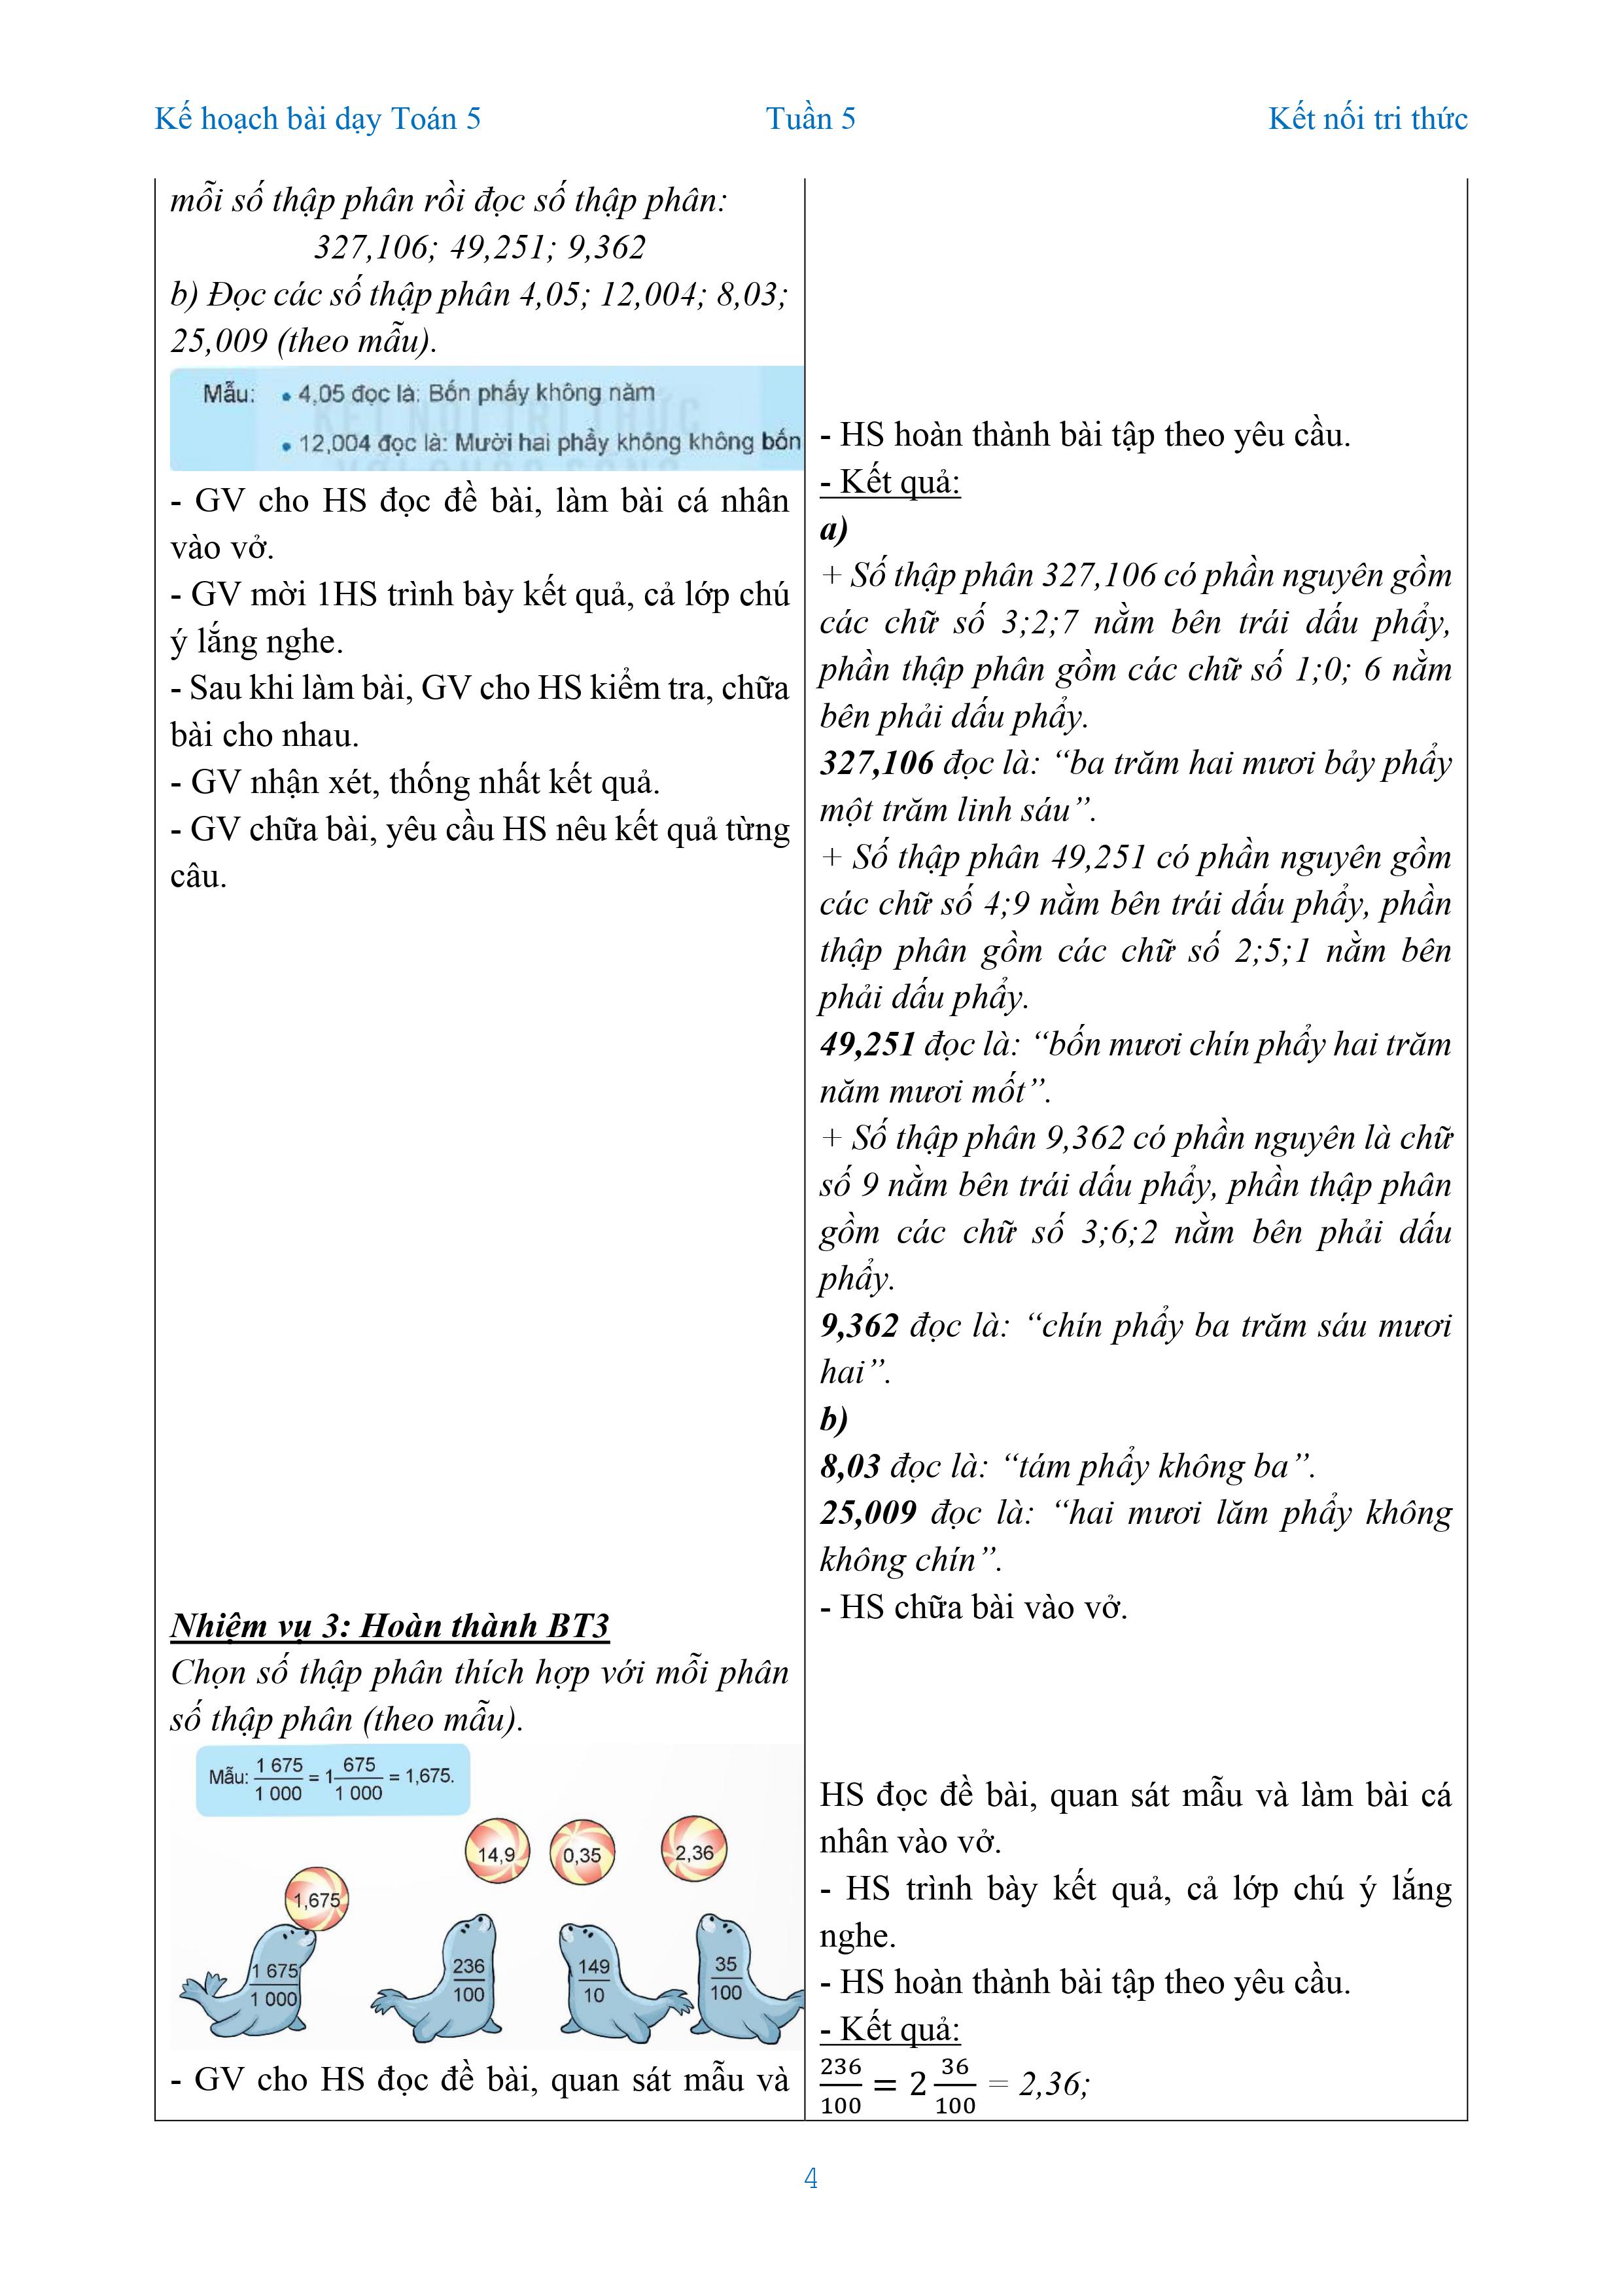 Kế hoạch bài dạy Toán 5 Tuần 5 Kết nối tri thức
mỗi số thập phân rồi đọc số thập phân:
327,106; 49,251; 9,362
b) Đọc các số thập phân 4,05; 12,004; 8,03;
25,009 (theo mẫu).
Mẫu: • 4,05 đọc là: Bốn phẩy không năm
• 12,004 đọc là: Mười hai phẩy không không bốn
- GV cho HS đọc đề bài, làm bài cá nhân
vào vở.
- GV mời 1HS trình bày kết quả, cả lớp chú
ý lắng nghe.
- Sau khi làm bài, GV cho HS kiểm tra, chữa
bài cho nhau.
- GV nhận xét, thống nhất kết quả.
- GV chữa bài, yêu cầu HS nêu kết quả từng
câu.
Nhiệm vụ 3: Hoàn thành BT3
Chọn số thập phân thích hợp với mỗi phân
số thập phân (theo mẫu).
Mẫu: 1 675/1 000 = 1 675/1 000 = 1,675.
14,9 0,35 2,36
1,675
1 675/1 000 236/100 149/10 35/100
- GV cho HS đọc đề bài, quan sát mẫu và
- HS hoàn thành bài tập theo yêu cầu.
- Kết quả:
a)
+ Số thập phân 327,106 có phần nguyên gồm
các chữ số 3;2;7 nằm bên trái dấu phẩy,
phần thập phân gồm các chữ số 1;0; 6 nằm
bên phải dấu phẩy.
327,106 đọc là: “ba trăm hai mươi bảy phẩy
một trăm linh sáu”.
+ Số thập phân 49,251 có phần nguyên gồm
các chữ số 4;9 nằm bên trái dấu phẩy, phần
thập phân gồm các chữ số 2;5;1 nằm bên
phải dấu phẩy.
49,251 đọc là: “bốn mươi chín phẩy hai trăm
năm mươi mốt”.
+ Số thập phân 9,362 có phần nguyên là chữ
số 9 nằm bên trái dấu phẩy, phần thập phân
gồm các chữ số 3;6;2 nằm bên phải dấu
phẩy.
9,362 đọc là: “chín phẩy ba trăm sáu mươi
hai”.
b)
8,03 đọc là: “tám phẩy không ba”.
25,009 đọc là: “hai mươi lăm phẩy không
không chín”.
- HS chữa bài vào vở.
HS đọc đề bài, quan sát mẫu và làm bài cá
nhân vào vở.
- HS trình bày kết quả, cả lớp chú ý lắng
nghe.
- HS hoàn thành bài tập theo yêu cầu.
- Kết quả:
236/100 = 2 36/100 = 2,36;
4